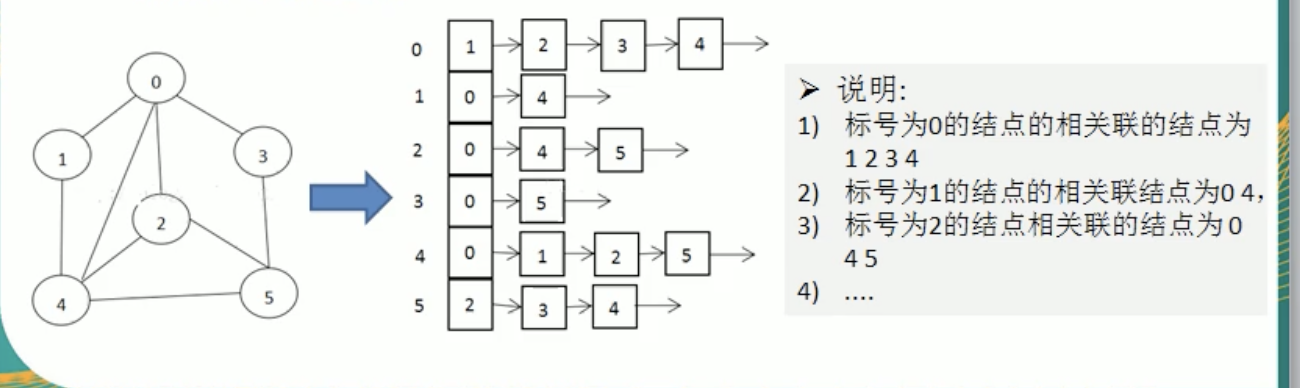 0
1
3
2
4
5
0 1 2 3 4
1 0 4
2 0 4 5
3 0 5
4 0 1 2 5
5 2 3 4
➢ 说明:
1) 标号为0的结点的相关联的结点为
1 2 3 4
2) 标号为1的结点的相关联结点为0 4，
3) 标号为2的结点相关联的结点为 0
4 5
4) ....